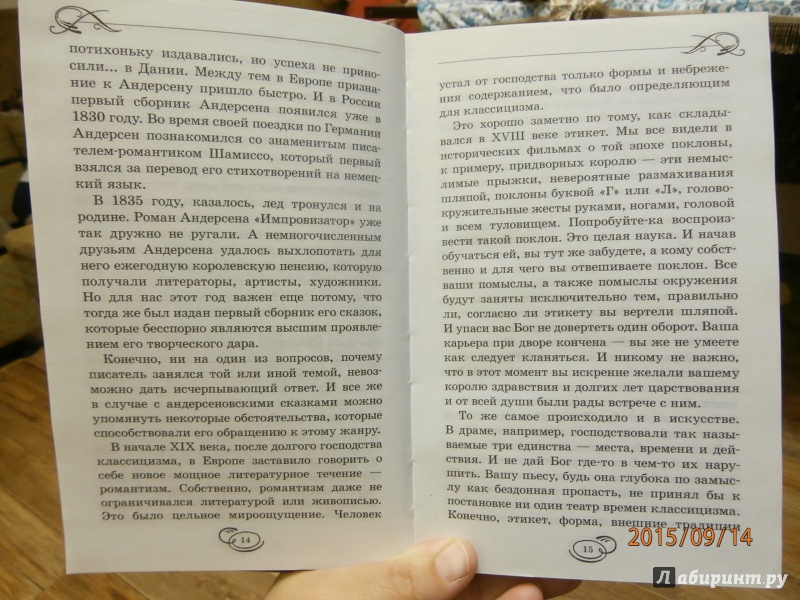 потихоньку издавались, но успеха не прино-
сили... в Дании. Между тем в Европе призна-
ние к Андерсену пришло быстро. И в России
первый сборник Андерсена появился уже в
1830 году. Во время своей поездки по Германии
Андерсен познакомился со знаменитым писа-
телем-романтиком Шамиссо, который первый
взялся за перевод его стихотворений на немец-
кий язык.
В 1835 году, казалось, лед тронулся и на
родине. Роман Андерсена «Импровизатор» уже
так дружно не ругали. А немногочисленным
друзьям Андерсена удалось выхлопотать для
него ежегодную королевскую пенсию, которую
получали литераторы, артисты, художники.
Но для нас этот год важен еще потому, что
тогда же был издан первый сборник его сказок,
которые бесспорно являются высшим проявле-
нием его творческого дара.
Конечно, ни на один из вопросов, почему
писатель занялся той или иной темой, невоз-
можно дать исчерпывающий ответ. И все же
в случае с андерсеновскими сказками можно
упомянуть некоторые обстоятельства, которые
способствовали его обращению к этому жанру.
В начале XIX века, после долгого господства
классицизма, в Европе заставило говорить о
себе новое мощное литературное течение —
романтизм. Собственно, романтизм даже не
ограничивался литературой или живописью.
Это было цельное мироощущение. Человек
14
устал от господства только формы и небреже-
ния содержанием, что было определяющим
для классицизма.
Это хорошо заметно по тому, как склады-
вался в XVIII веке этикет. Мы все видели в
исторических фильмах о той эпохе поклоны,
к примеру, придворных королю — эти немыс-
лимые прыжки, невероятные размахивания
шляпой, поклоны буквой «Г» или «Л», голово-
кружительные жесты руками, ногами, головой
и всем туловищем. Попробуйте-ка воспроиз-
вести такой поклон. Это целая наука. И начав
обучаться ей, вы тут же забудете, а кому собст-
венно и для чего вы отвешиваете поклон. Все
ваши помыслы, а также помыслы окружения
будут заняты исключительно тем, правильно
ли, согласно ли этикету вы вертели шляпой.
И упаси вас Бог не довертеть один оборот. Ваша
карьера при дворе кончена — вы же не умеете
как следует кланяться. И никому не важно,
что в этот момент вы искренне желали вашему
королю здравствия и долгих лет царствования
и от всей души были рады встрече с ним.
То же самое происходило и в искусстве.
В драме, например, господствовали так назы-
ваемые три единства — места, времени и дей-
ствия. И не дай Бог где-то в чем-то их нару-
шить. Вашу пьесу, будь она глубока по замыс-
лу как бездонная пропасть, не принял бы к
постановке ни один театр времен классицизма.
Конечно, этикет, форма, внешние традиции
15
2015/09/14
Лабиринт.ру